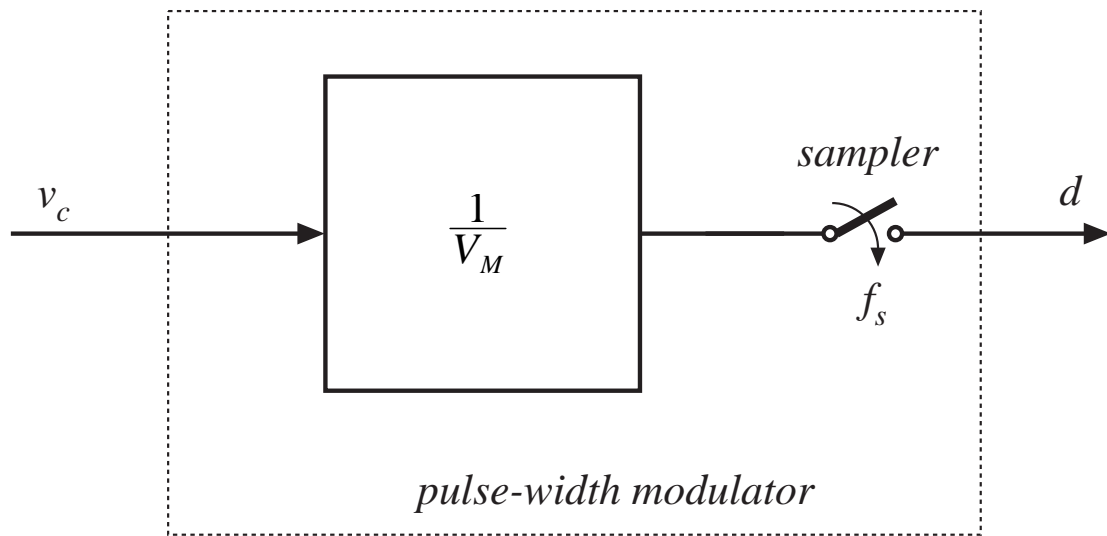 sampler
v_c
1
V_M
d
f_s
pulse-width modulator